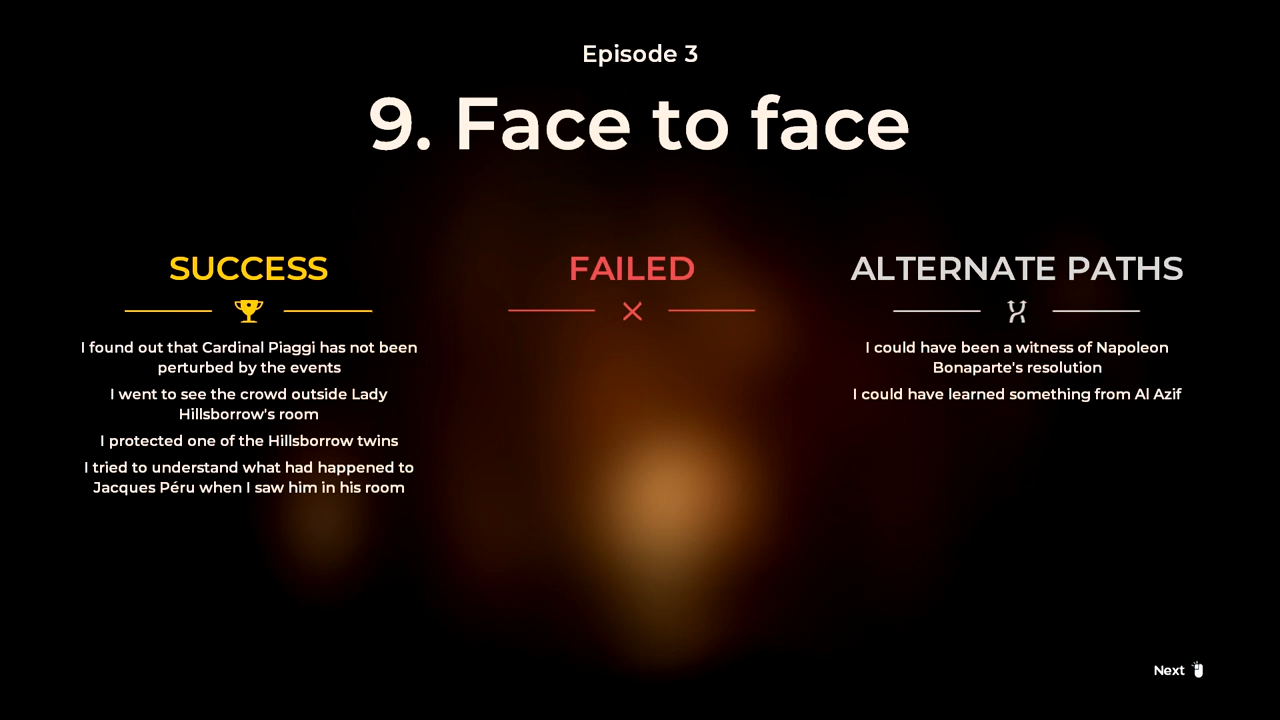 Episode 3
9. Face to face
SUCCESS
I found out that Cardinal Piaggi has not been
perturbed by the events
I went to see the crowd outside Lady
Hillsborrow's room
I protected one of the Hillsborrow twins
I tried to understand what had happened to
Jacques Péru when I saw him in his room
FAILED
ALTERNATE PATHS
I could have been a witness of Napoleon
Bonaparte's resolution
I could have learned something from Al Azif
Next